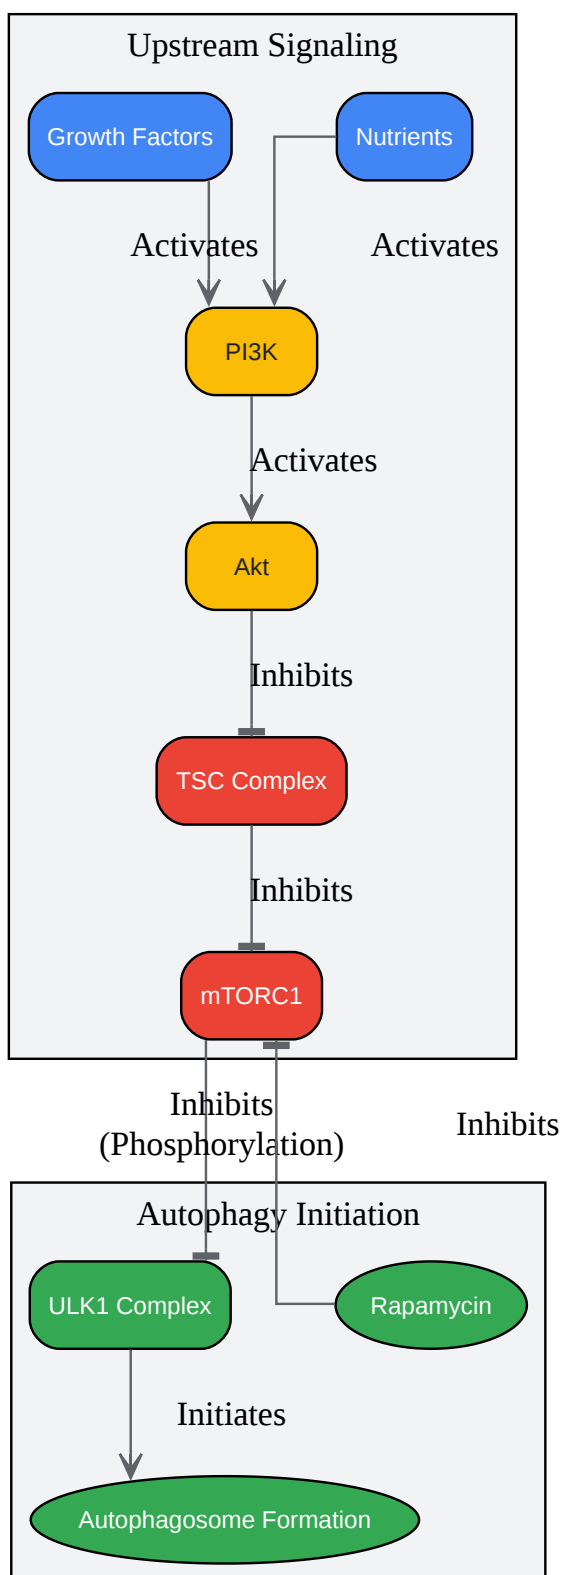 Upstream Signaling
Growth Factors
Nutrients
Activates
Activates
PI3K
Activates
Akt
Inhibits
TSC Complex
Inhibits
mTORC1
Inhibits
(Phosphorylation)
Inhibits
Autophagy Initiation
ULK1 Complex
Rapamycin
Initiates
Autophagosome Formation